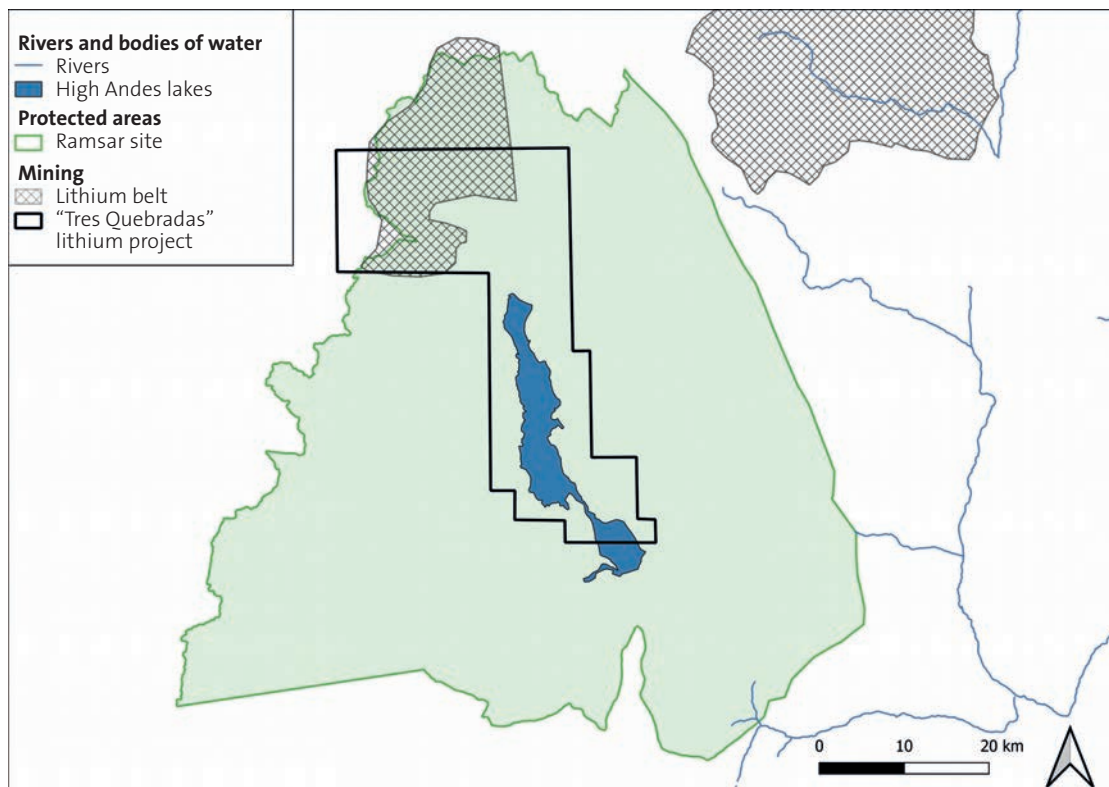 Rivers and bodies of water
Rivers
High Andes lakes
Protected areas
Ramsar site
Mining
Lithium belt
“Tres Quebradas”
lithium project
0 10 20 km